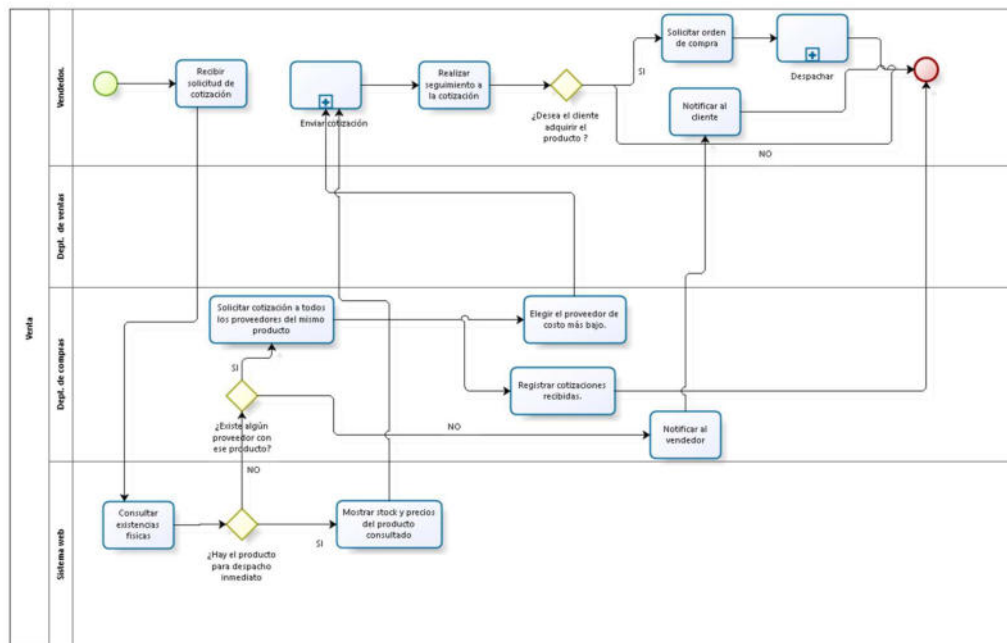 Venta
Vendedor.
Recibir
solicitud de
cotización
Enviar cotización
Realizar
seguimiento a
la cotización
¿Desea el cliente
adquirir el
producto ?
SI
NO
Solicitar orden
de compra
Despachar
Notificar al
cliente
Dept. de ventas
Dept. de compras
Solicitar cotización a todos
los proveedores del mismo
producto
Elegir el proveedor de
costo más bajo.
SI
¿Existe algún
proveedor con
ese producto?
NO
Registrar cotizaciones
recibidas.
Notificar al
vendedor
Sistema web
NO
Consultar
existencias
fisicas
¿Hay el producto
para despacho
inmediato
SI
Mostrar stock y precios
del producto
consultado